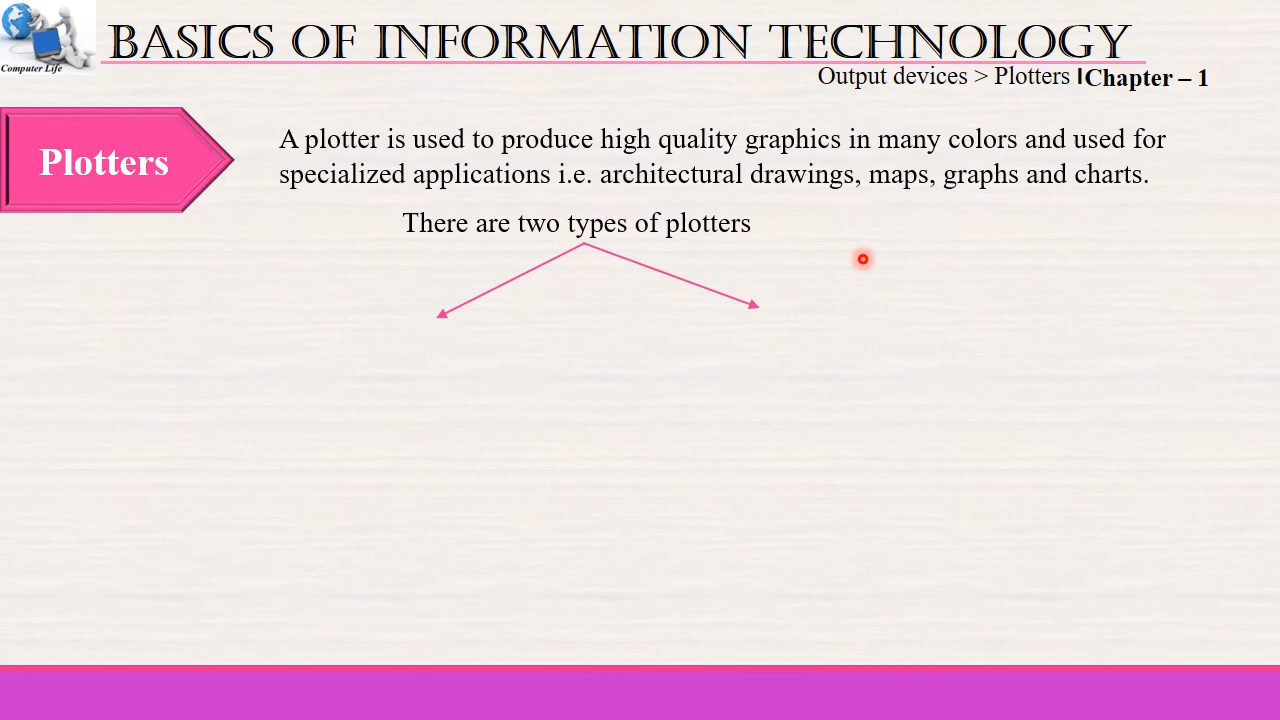 BASICS OF INFORMATION TECHNOLOGY
Computer Life
Output devices > Plotters |Chapter – 1
Plotters
A plotter is used to produce high quality graphics in many colors and used for
specialized applications i.e. architectural drawings, maps, graphs and charts.
There are two types of plotters